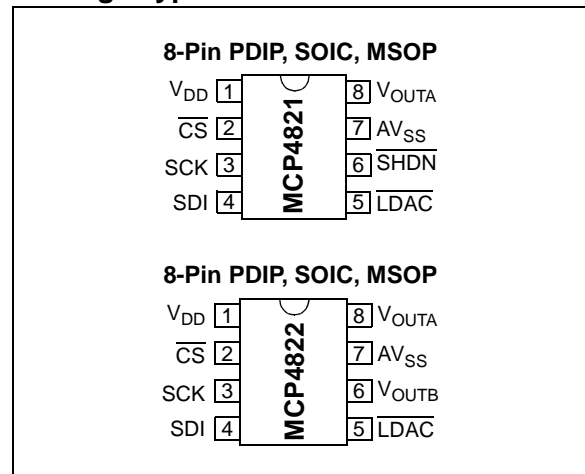 8-Pin PDIP, SOIC, MSOP
VDD 1 8 VOUTA
CS 2 7 AVSS
SCK 3 6 SHDN
SDI 4 5 LDAC
MCP4821
8-Pin PDIP, SOIC, MSOP
VDD 1 8 VOUTA
CS 2 7 AVSS
SCK 3 6 VOUTB
SDI 4 5 LDAC
MCP4822